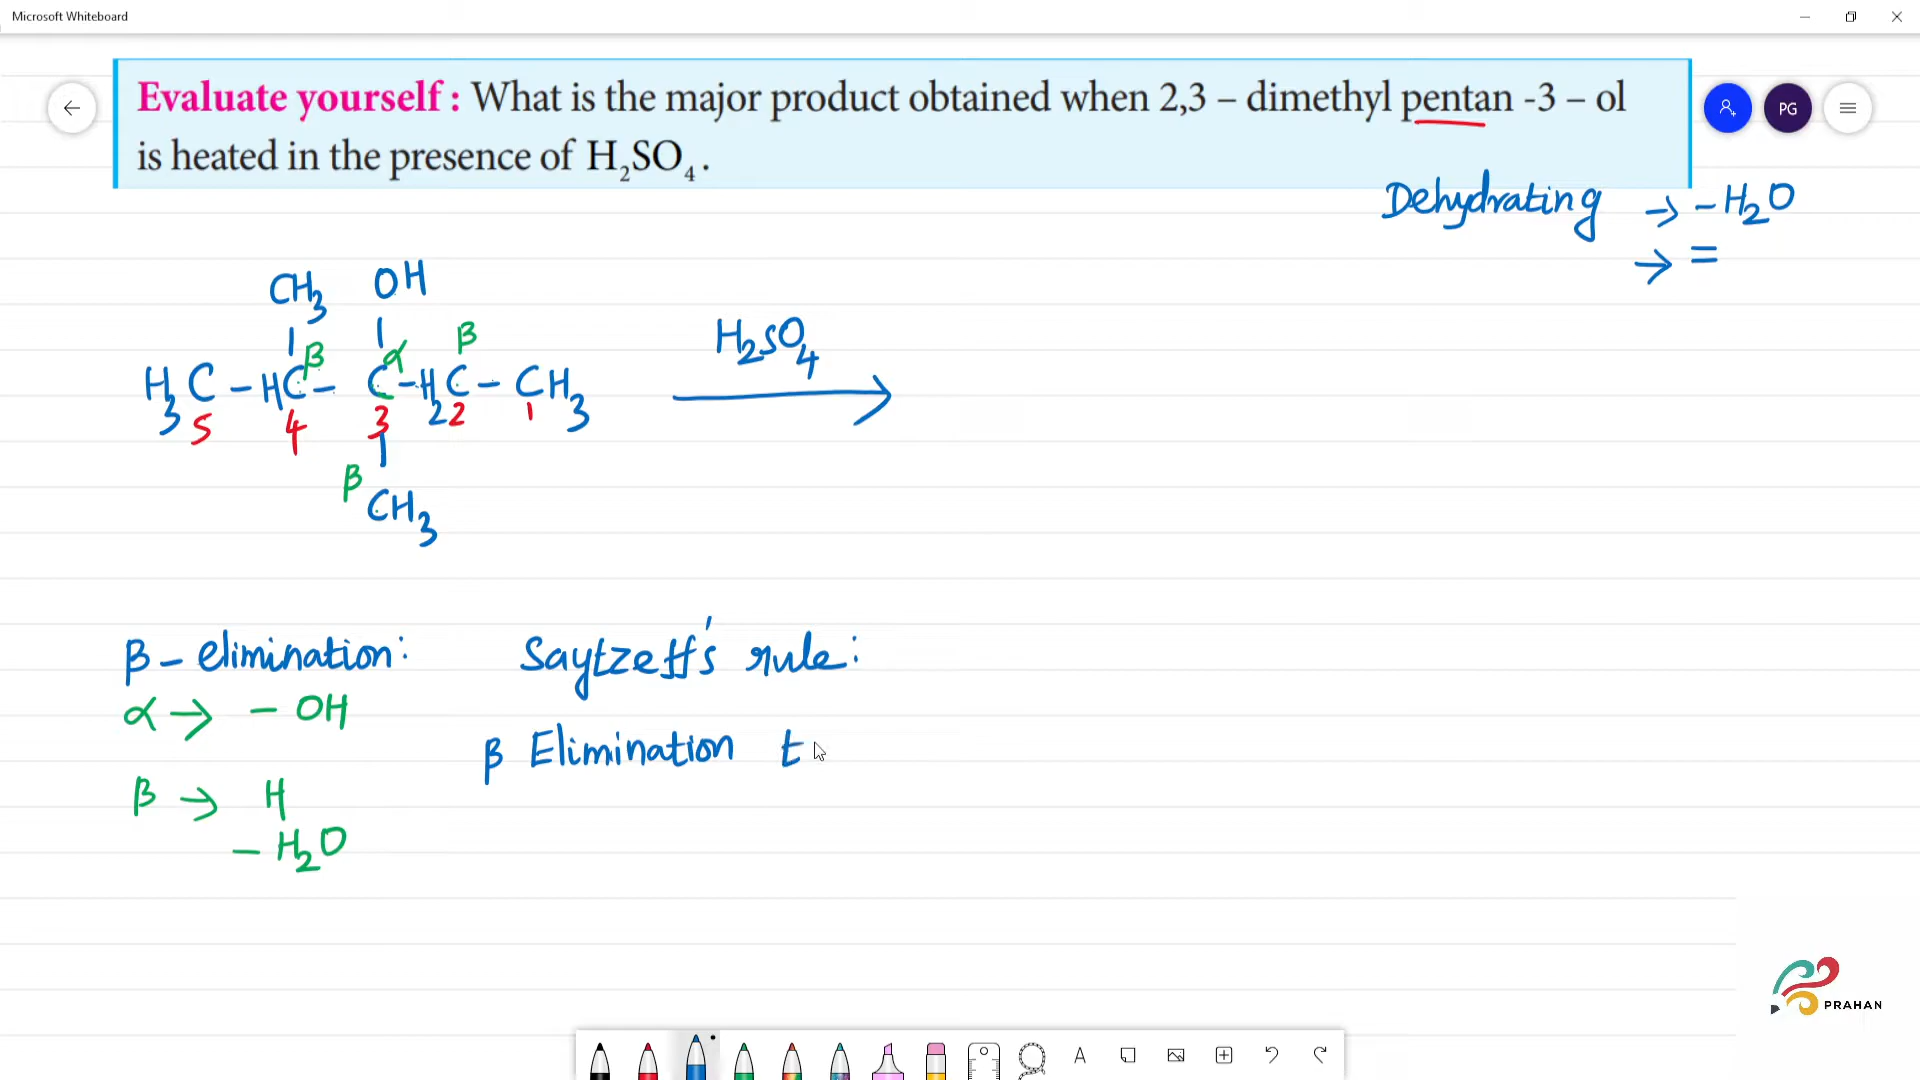 Microsoft Whiteboard
Evaluate yourself : What is the major product obtained when 2,3 – dimethyl pentan -3 – ol
is heated in the presence of H₂SO₄.
PG
Dehydrating → – H₂O
→ =
CH₃ OH
β α β
H₃C – HC – C – H₂C – CH₃
5 4 3 2 1
β
CH₃
H₂SO₄
β – elimination:
α → – OH
β → H
– H₂O
Saytzeff's rule:
β Elimination t
PRAHAN
A